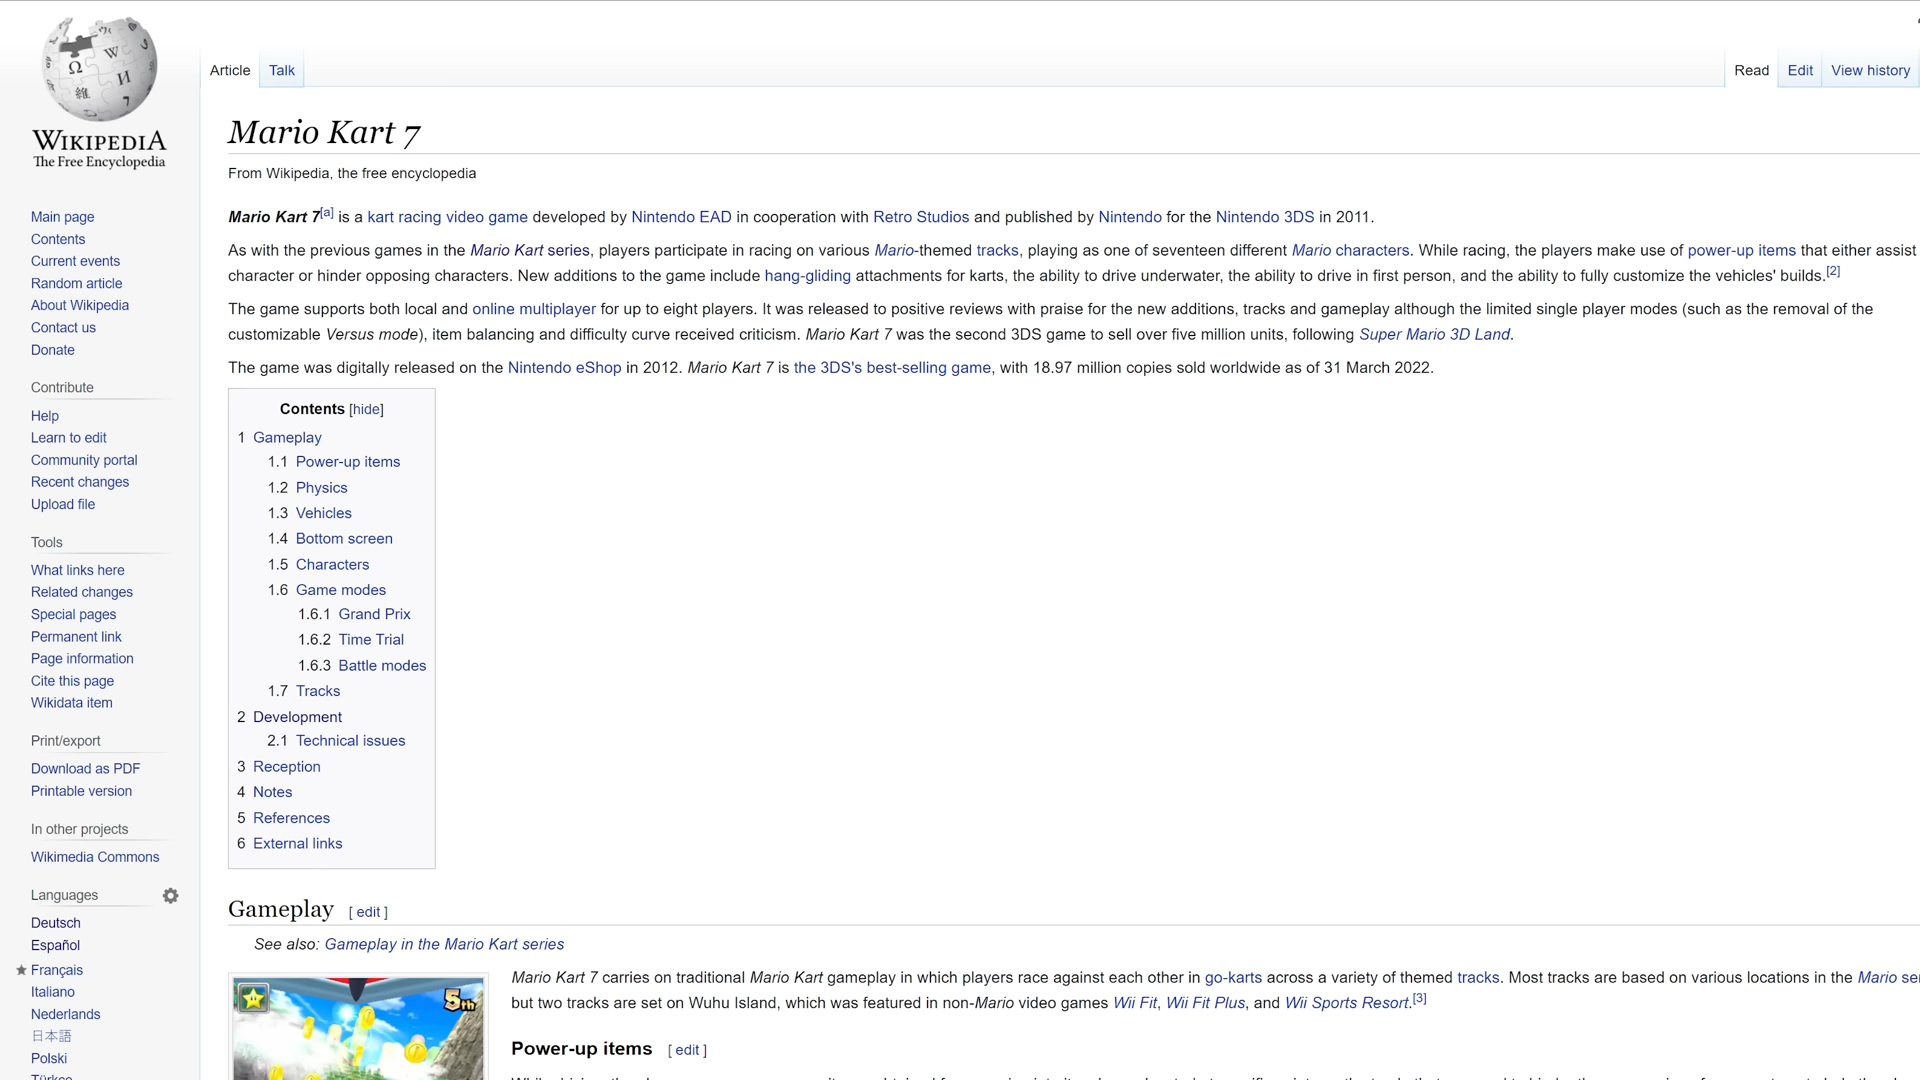 WIKIPEDIA
The Free Encyclopedia
Main page
Contents
Current events
Random article
About Wikipedia
Contact us
Donate
Contribute
Help
Learn to edit
Community portal
Recent changes
Upload file
Tools
What links here
Related changes
Special pages
Permanent link
Page information
Cite this page
Wikidata item
Print/export
Download as PDF
Printable version
In other projects
Wikimedia Commons
Languages
Deutsch
Español
Français
Italiano
Nederlands
日本語
Polski
Türkçe
Article Talk
Read Edit View history
Mario Kart 7
From Wikipedia, the free encyclopedia
Mario Kart 7[a] is a kart racing video game developed by Nintendo EAD in cooperation with Retro Studios and published by Nintendo for the Nintendo 3DS in 2011.
As with the previous games in the Mario Kart series, players participate in racing on various Mario-themed tracks, playing as one of seventeen different Mario characters. While racing, the players make use of power-up items that either assist
character or hinder opposing characters. New additions to the game include hang-gliding attachments for karts, the ability to drive underwater, the ability to drive in first person, and the ability to fully customize the vehicles' builds.[2]
The game supports both local and online multiplayer for up to eight players. It was released to positive reviews with praise for the new additions, tracks and gameplay although the limited single player modes (such as the removal of the
customizable Versus mode), item balancing and difficulty curve received criticism. Mario Kart 7 was the second 3DS game to sell over five million units, following Super Mario 3D Land.
The game was digitally released on the Nintendo eShop in 2012. Mario Kart 7 is the 3DS's best-selling game, with 18.97 million copies sold worldwide as of 31 March 2022.
Contents [hide]
1 Gameplay
1.1 Power-up items
1.2 Physics
1.3 Vehicles
1.4 Bottom screen
1.5 Characters
1.6 Game modes
1.6.1 Grand Prix
1.6.2 Time Trial
1.6.3 Battle modes
1.7 Tracks
2 Development
2.1 Technical issues
3 Reception
4 Notes
5 References
6 External links
Gameplay [ edit ]
See also: Gameplay in the Mario Kart series
5th
Mario Kart 7 carries on traditional Mario Kart gameplay in which players race against each other in go-karts across a variety of themed tracks. Most tracks are based on various locations in the Mario se
but two tracks are set on Wuhu Island, which was featured in non-Mario video games Wii Fit, Wii Fit Plus, and Wii Sports Resort.[3]
Power-up items [ edit ]